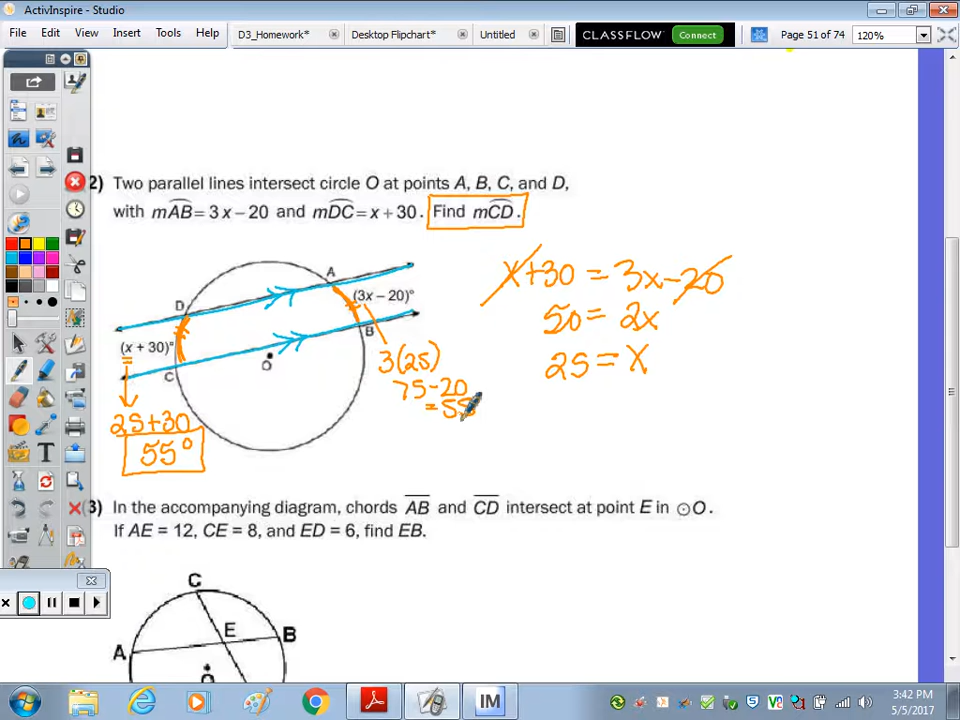 ActivInspire - Studio
File Edit View Insert Tools Help
D3_Homework* Desktop Flipchart* Untitled CLASSFLOW Connect Page 51 of 74 120%
2) Two parallel lines intersect circle O at points A, B, C, and D,
with mAB = 3x − 20 and mDC = x + 30. Find mCD.
x+30 = 3x-20
50 = 2x
25 = x
A
D
(3x – 20)°
B
(x + 30)°
O
C
3(25)
75-20
= 55
25+30
55°
3) In the accompanying diagram, chords AB and CD intersect at point E in ⊙O.
If AE = 12, CE = 8, and ED = 6, find EB.
C
E
B
A
O
IM
3:42 PM
5/5/2017